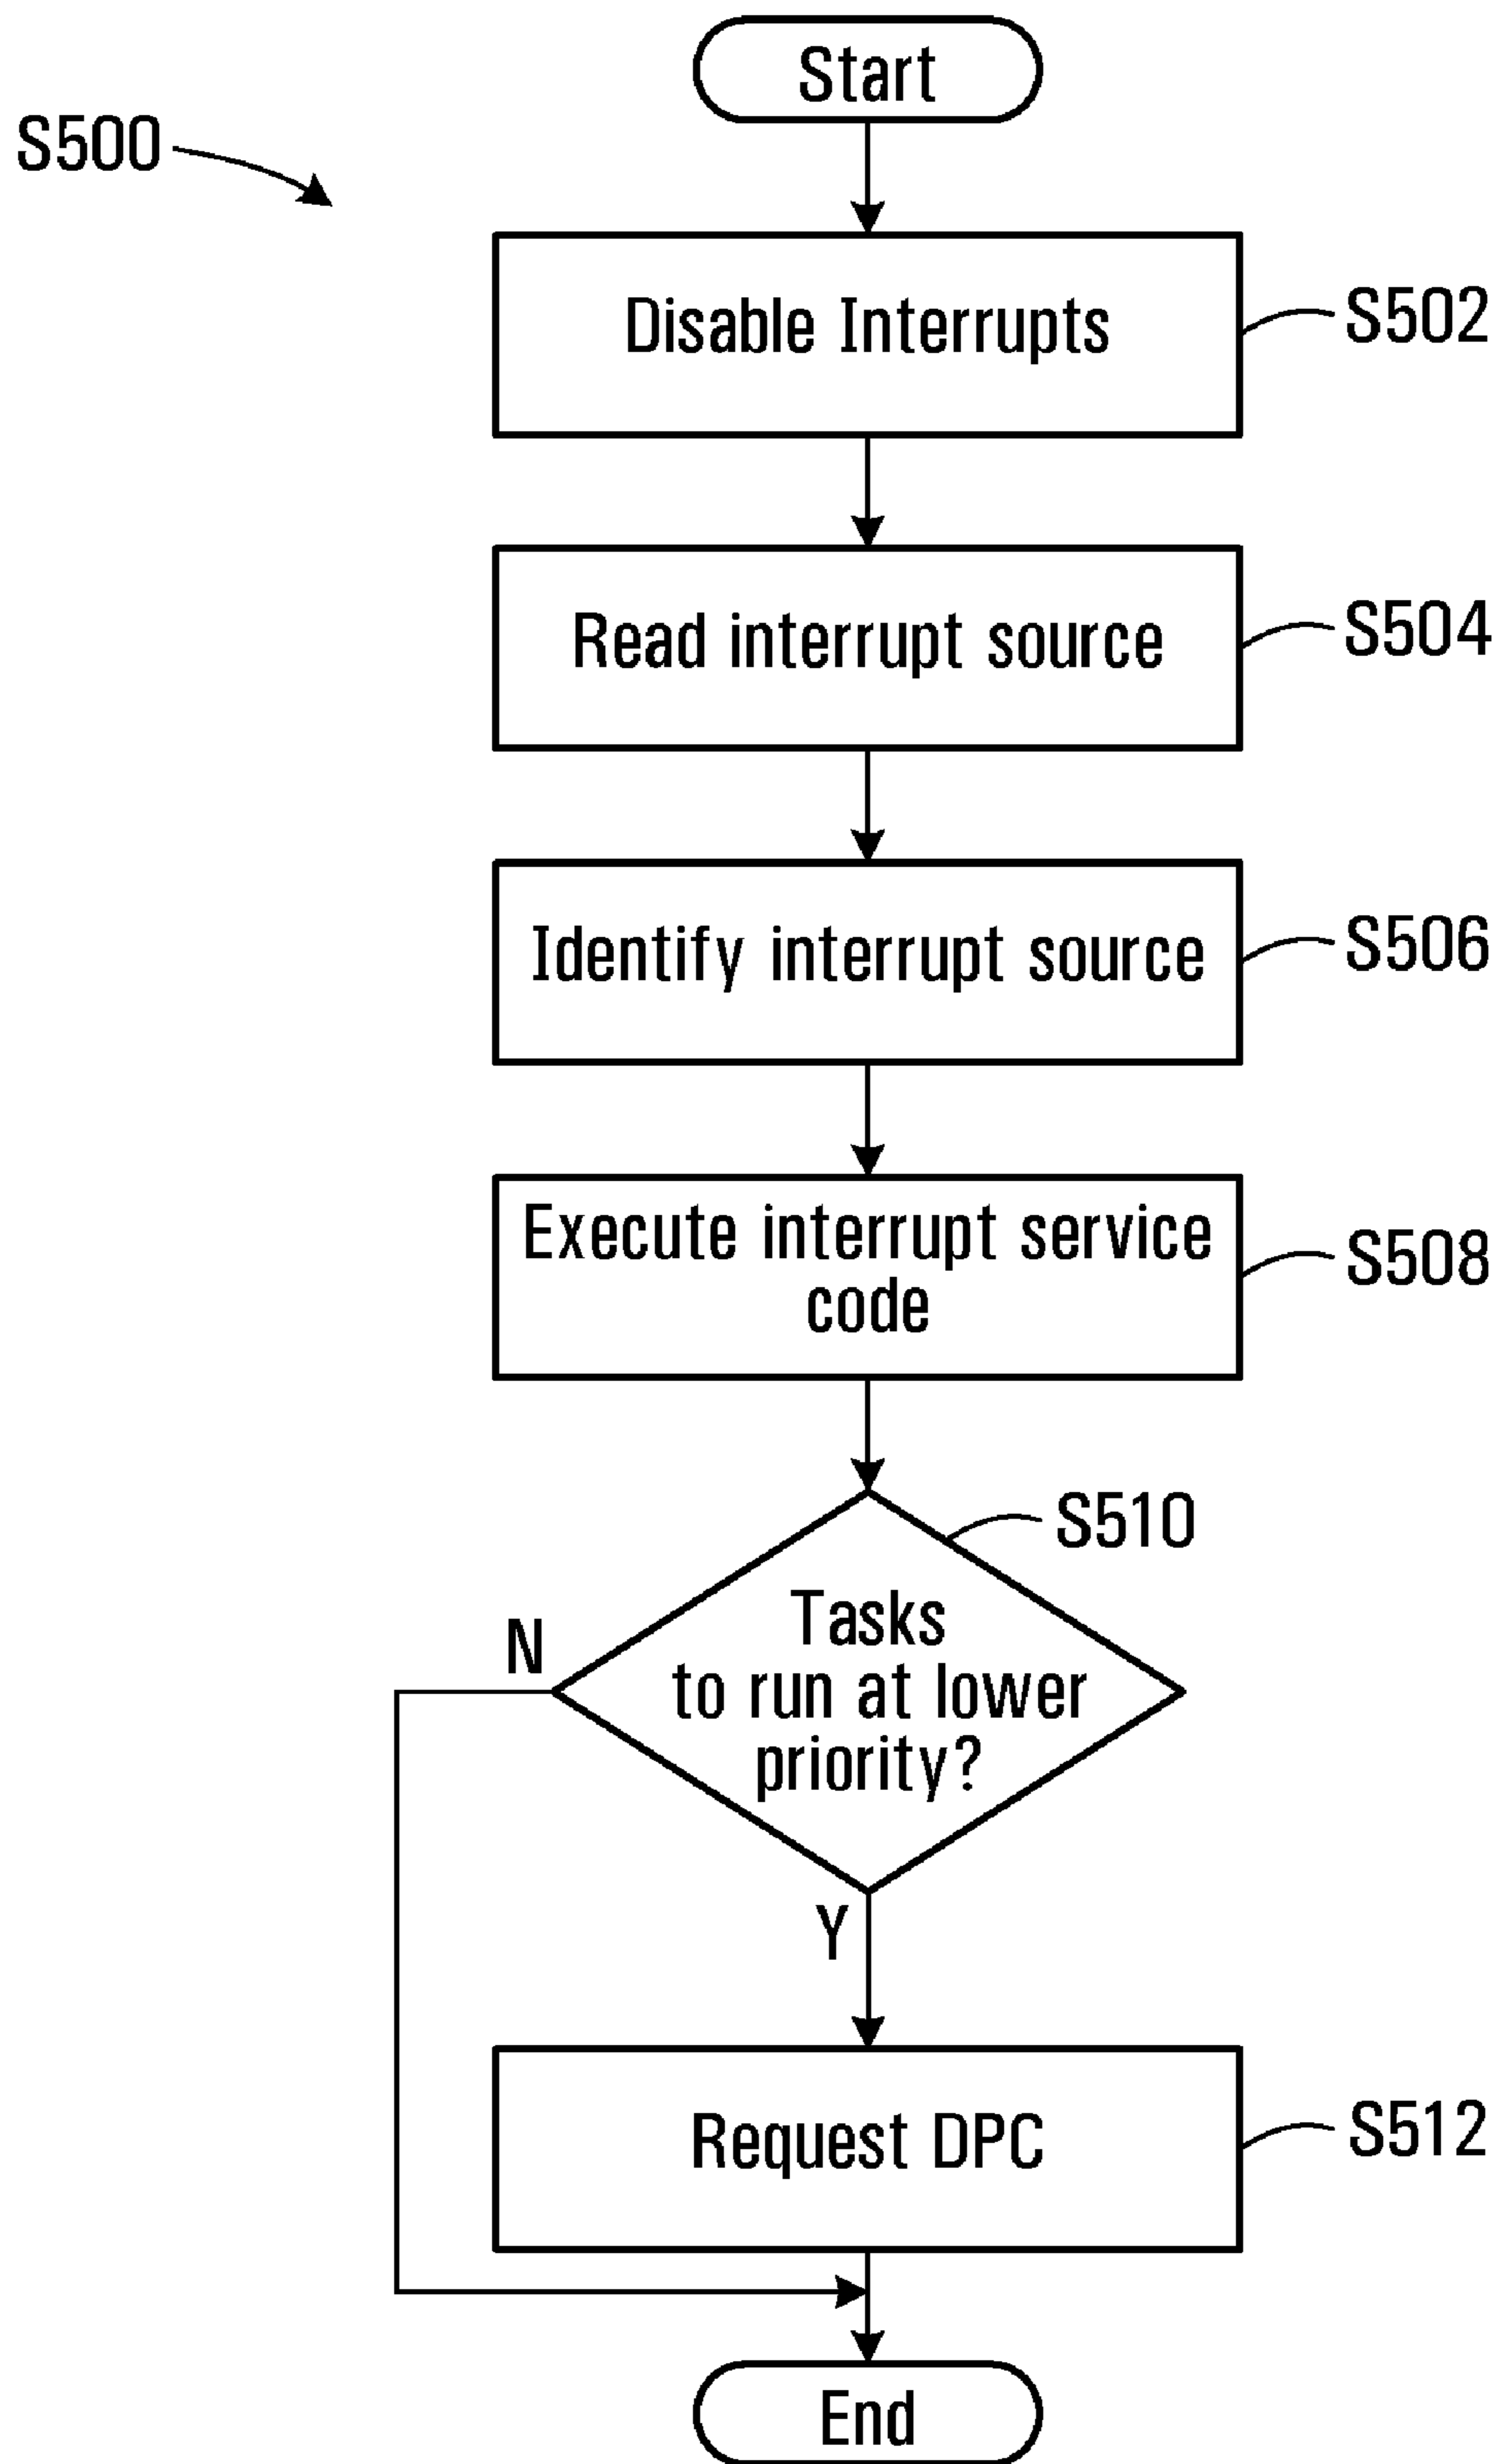 Start
S500
Disable Interrupts
S502
Read interrupt source
S504
Identify interrupt source
S506
Execute interrupt service
code
S508
S510
Tasks
to run at lower
priority?
N
Y
Request DPC
S512
End